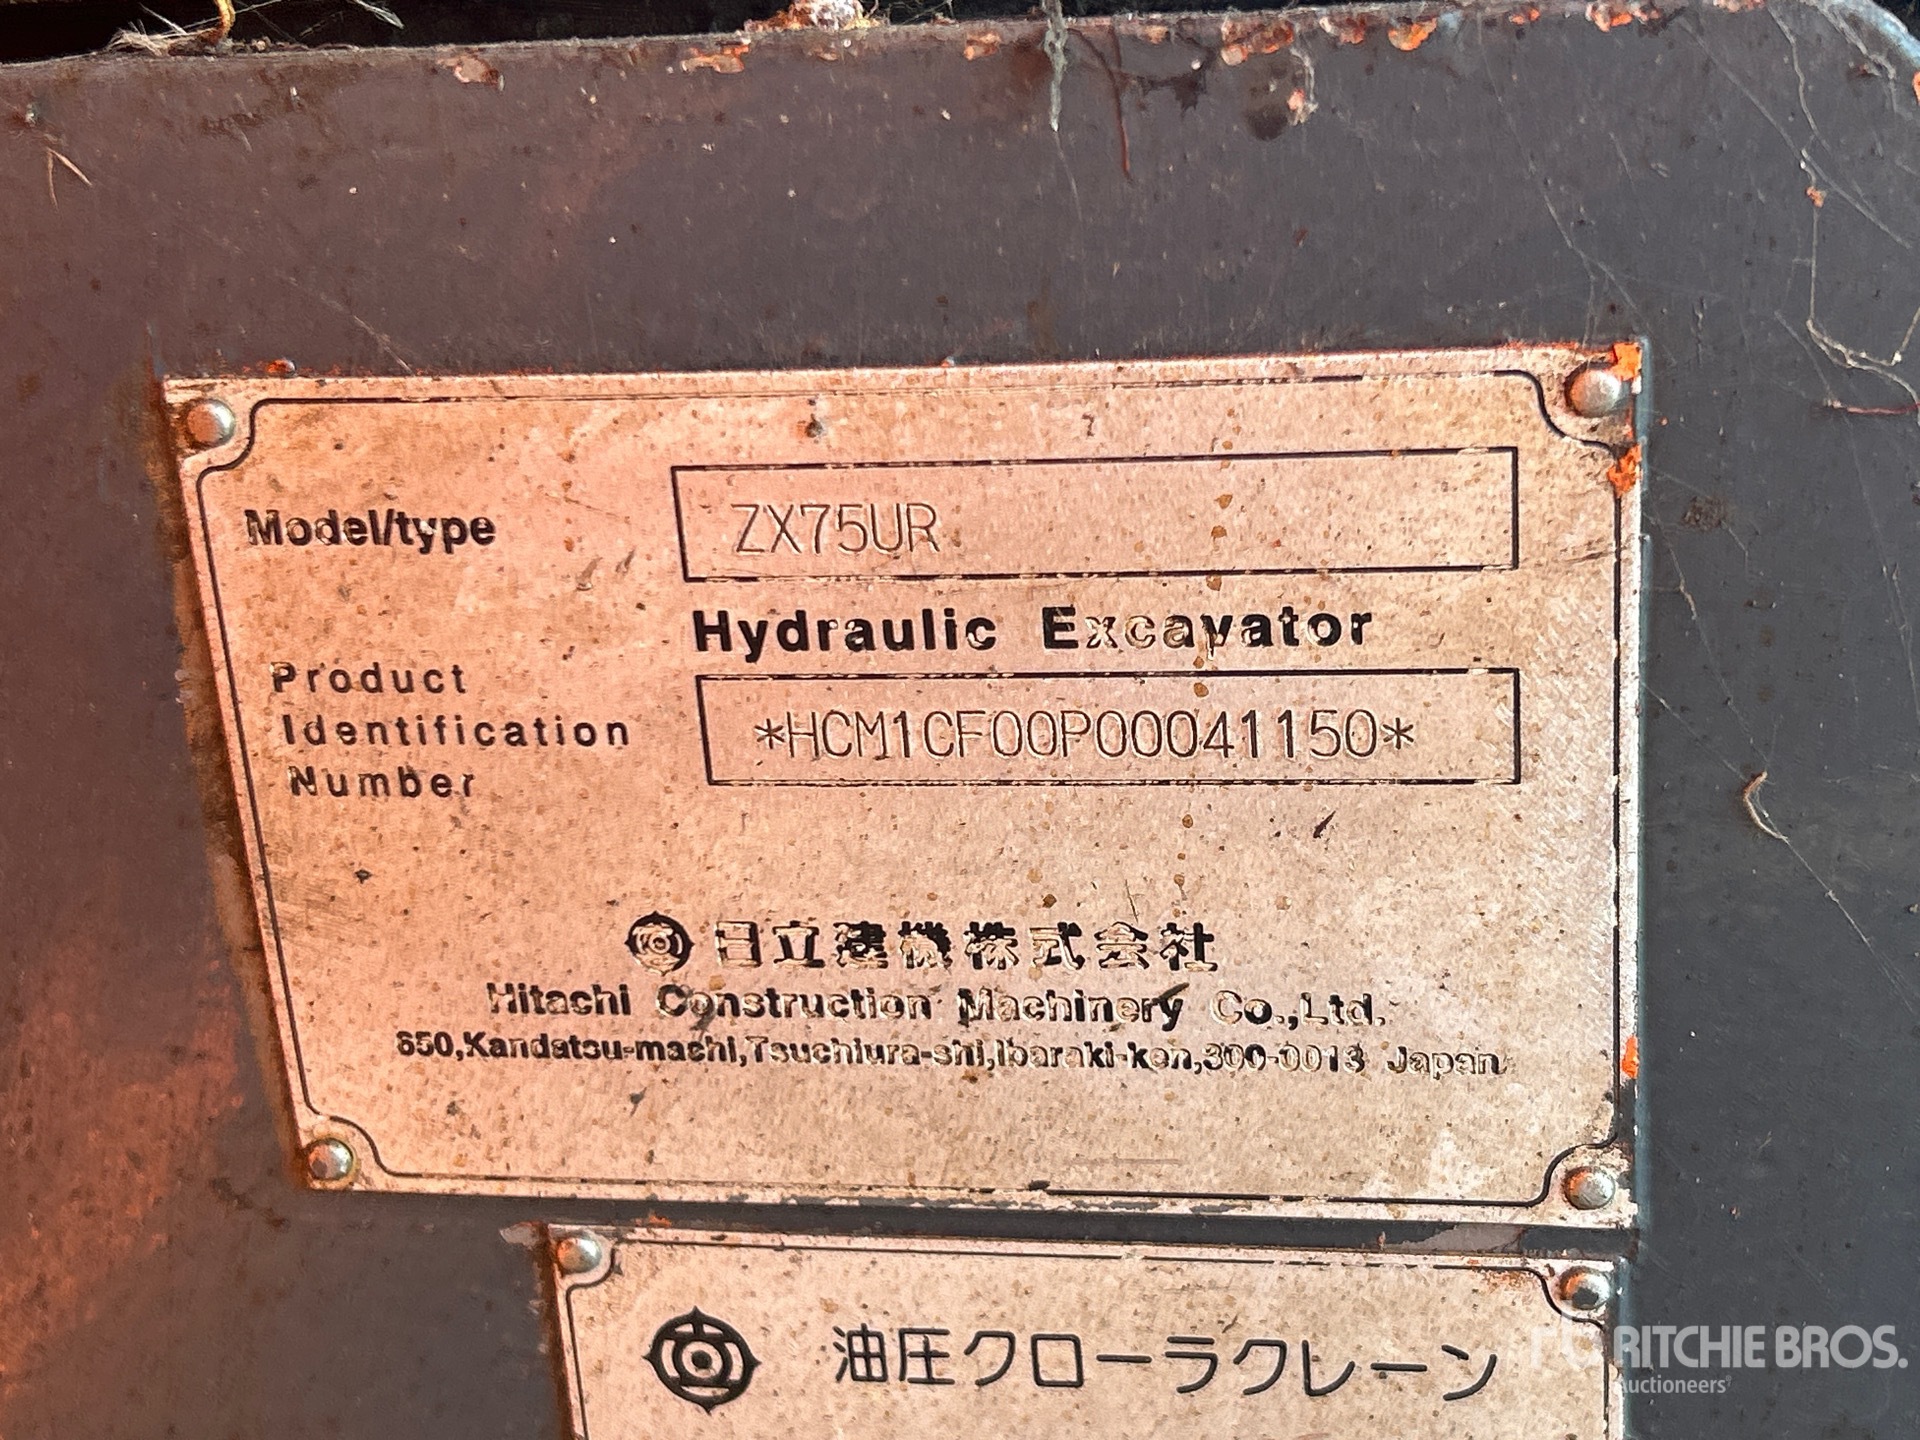 Model/type ZX75UR
Hydraulic Excavator
Product
Identification
Number
*HCM1CF00P00041150*
日立建機株式会社
Hitachi Construction Machinery Co.,Ltd.
650,Kandatsu-machi,Tsuchiura-shi,Ibaraki-ken,300-0013 Japan
油圧クローラクレーン
RITCHIE BROS.
Auctioneers